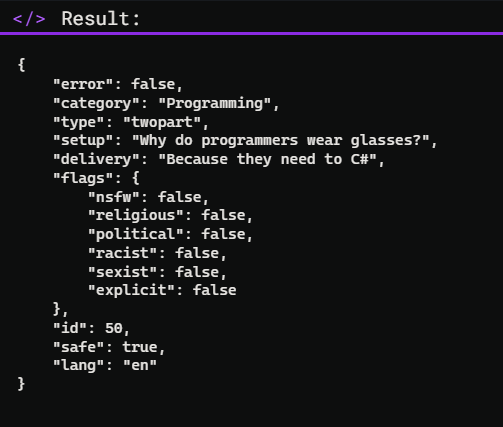 </> Result:
{
    "error": false,
    "category": "Programming",
    "type": "twopart",
    "setup": "Why do programmers wear glasses?",
    "delivery": "Because they need to C#",
    "flags": {
        "nsfw": false,
        "religious": false,
        "political": false,
        "racist": false,
        "sexist": false,
        "explicit": false
    },
    "id": 50,
    "safe": true,
    "lang": "en"
}